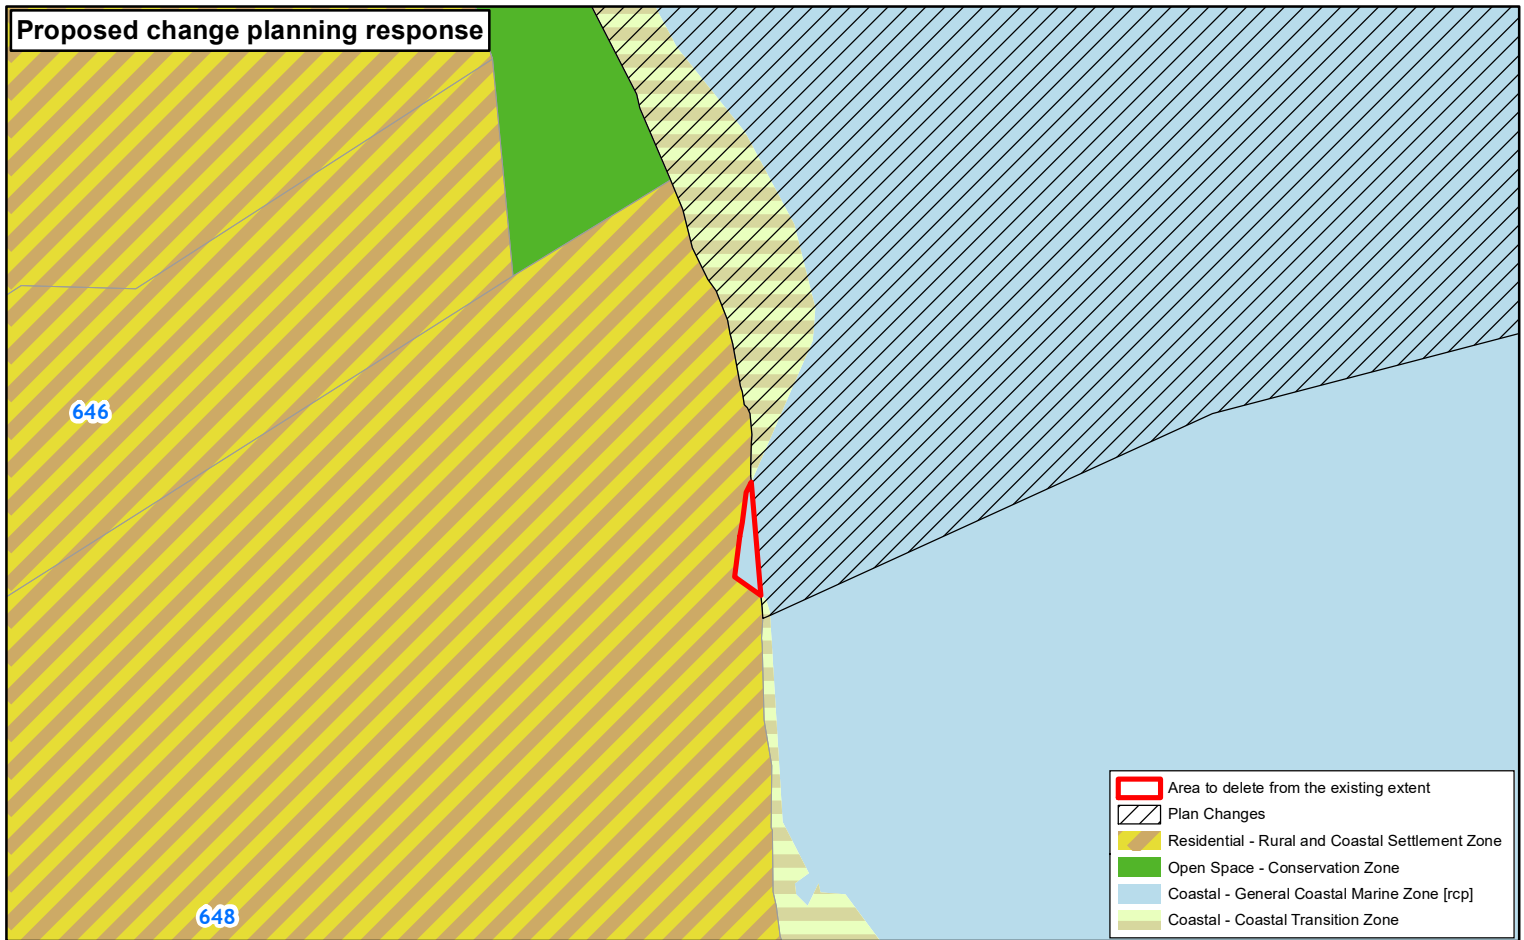 Proposed change planning response
646
648
Area to delete from the existing extent
Plan Changes
Residential - Rural and Coastal Settlement Zone
Open Space - Conservation Zone
Coastal - General Coastal Marine Zone [rcp]
Coastal - Coastal Transition Zone